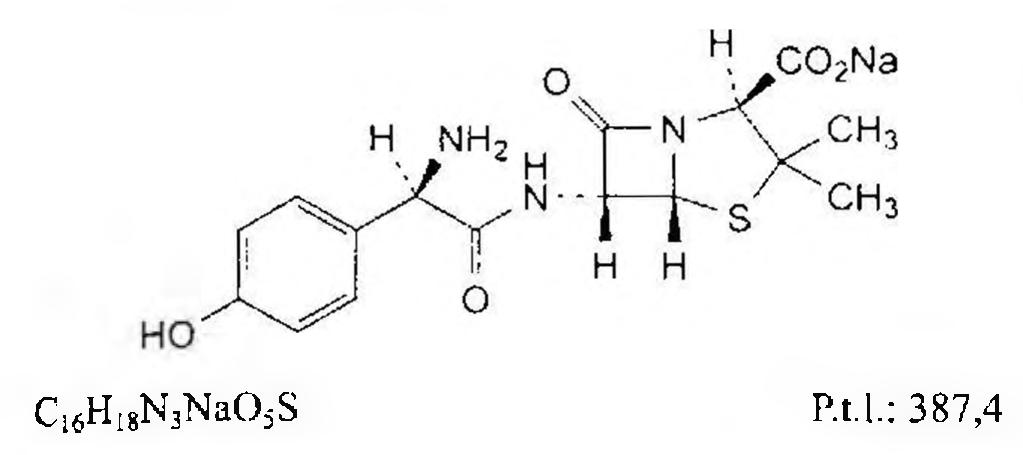 H
CO₂Na
O
H
NH₂
N
CH₃
H
N
CH₃
S
H
H
O
HO
C₁₆H₁₈N₃NaO₅S
P.t.l.: 387,4